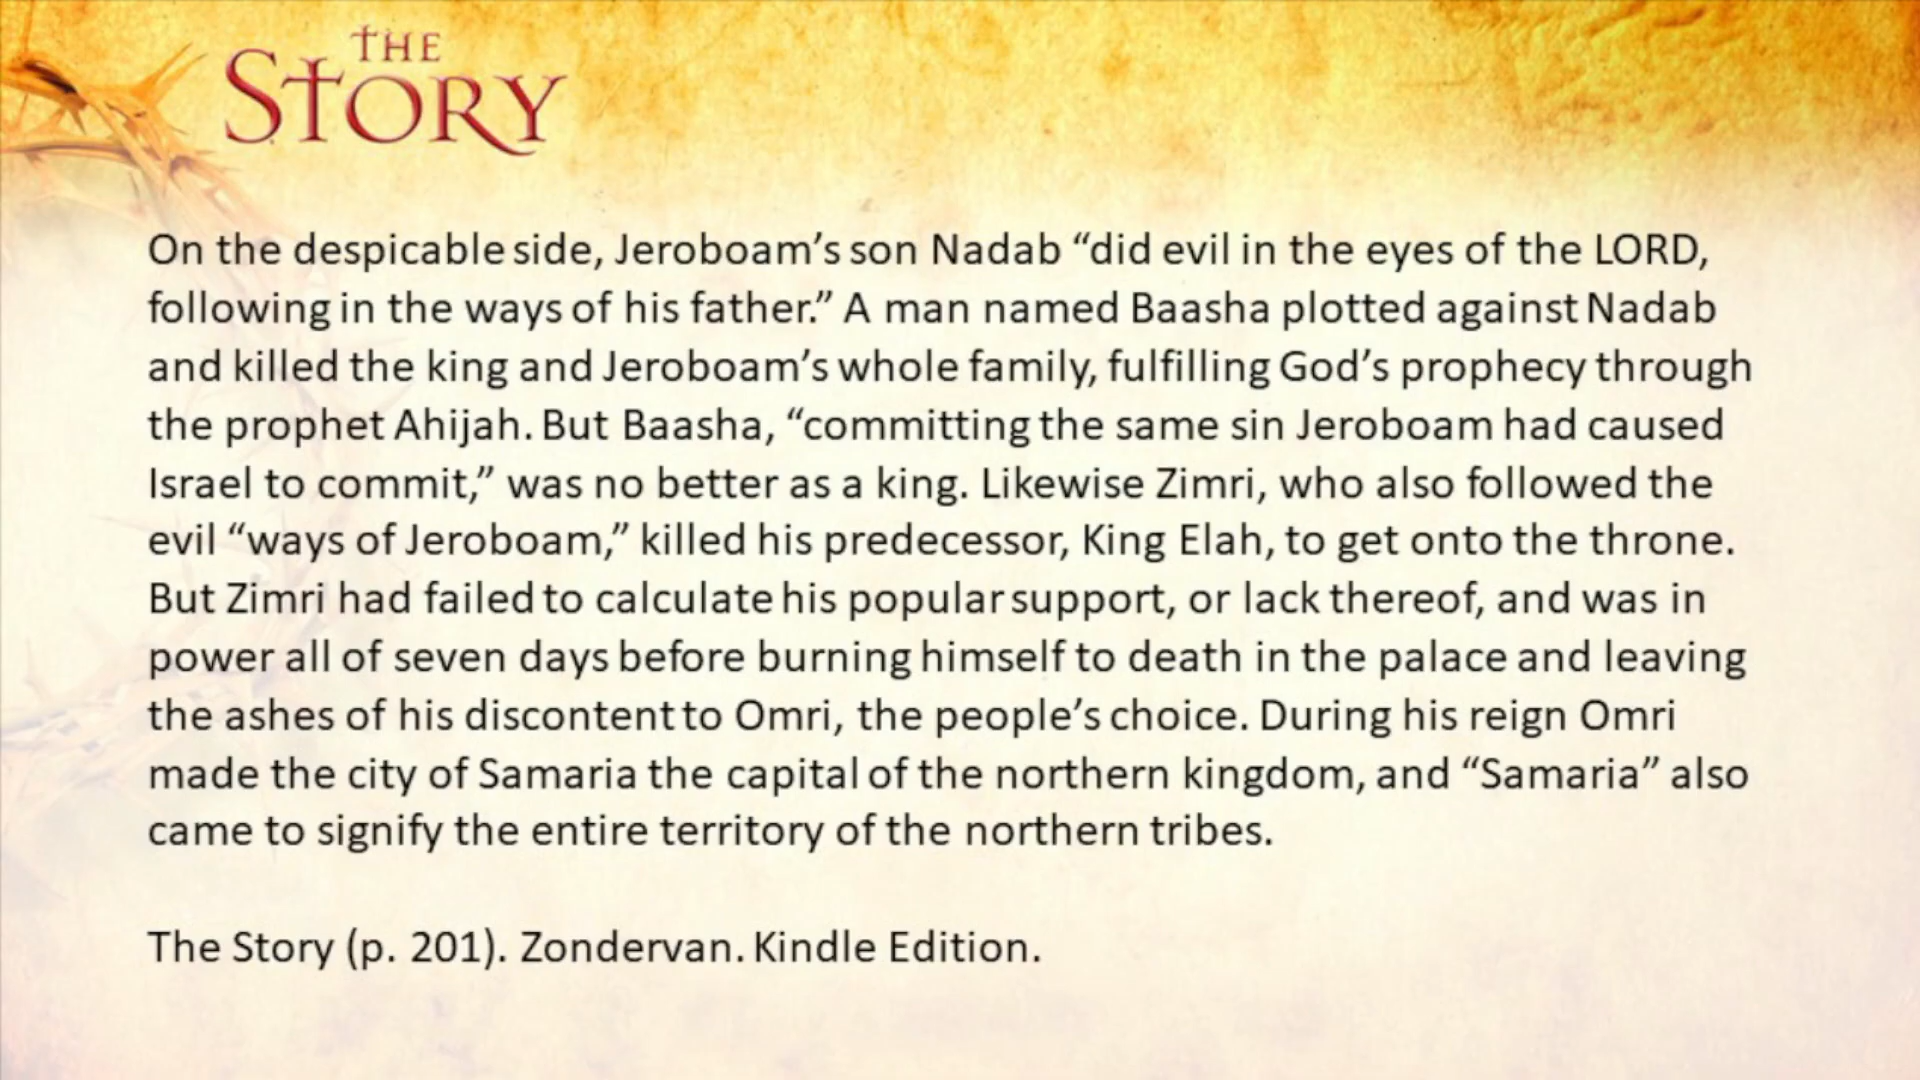 THE
STORY
On the despicable side, Jeroboam’s son Nadab “did evil in the eyes of the LORD,
following in the ways of his father.” A man named Baasha plotted against Nadab
and killed the king and Jeroboam’s whole family, fulfilling God’s prophecy through
the prophet Ahijah. But Baasha, “committing the same sin Jeroboam had caused
Israel to commit,” was no better as a king. Likewise Zimri, who also followed the
evil “ways of Jeroboam,” killed his predecessor, King Elah, to get onto the throne.
But Zimri had failed to calculate his popular support, or lack thereof, and was in
power all of seven days before burning himself to death in the palace and leaving
the ashes of his discontent to Omri, the people’s choice. During his reign Omri
made the city of Samaria the capital of the northern kingdom, and “Samaria” also
came to signify the entire territory of the northern tribes.
The Story (p. 201). Zondervan. Kindle Edition.